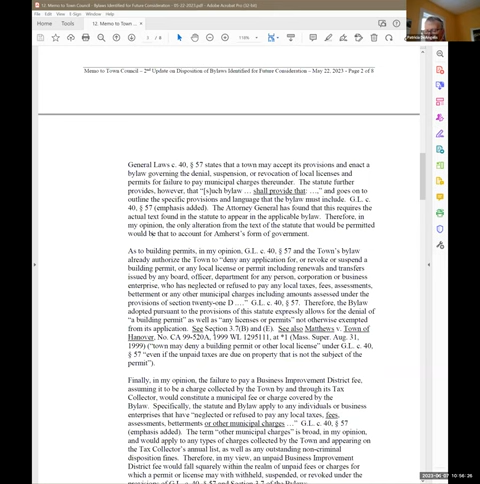 12. Memo to Town Council - Bylaws Identified for Future Consideration - 05-22-2023.pdf - Adobe Acrobat Pro (32-bit)
File Edit View E-Sign Window Help
Home Tools 12. Memo to Town ...
2 / 8 116%
Patricia DeAngelis
Memo to Town Council – 2nd Update on Disposition of Bylaws Identified for Future Consideration – May 22, 2023 - Page 2 of 8
General Laws c. 40, § 57 states that a town may accept its provisions and enact a
bylaw governing the denial, suspension, or revocation of local licenses and
permits for failure to pay municipal charges thereunder. The statute further
provides, however, that "[s]uch bylaw … shall provide that: …," and goes on to
outline the specific provisions and language that the bylaw must include. G.L. c.
40, § 57 (emphasis added). The Attorney General has found that this requires the
actual text found in the statute to appear in the applicable bylaw. Therefore, in
my opinion, the only alteration from the text of the statute that would be permitted
would be that to account for Amherst's form of government.
As to building permits, in my opinion, G.L. c. 40, § 57 and the Town's bylaw
already authorize the Town to "deny any application for, or revoke or suspend a
building permit, or any local license or permit including renewals and transfers
issued by any board, officer, department for any person, corporation or business
enterprise, who has neglected or refused to pay any local taxes, fees, assessments,
betterment or any other municipal charges including amounts assessed under the
provisions of section twenty-one D …." G.L. c. 40, § 57. Therefore, the Bylaw
adopted pursuant to the provisions of this statute expressly allows for the denial of
"a building permit" as well as "any licenses or permits" not otherwise exempted
from its application. See Section 3.7(B) and (E). See also Matthews v. Town of
Hanover, No. CA 99-520A, 1999 WL 1295111, at *1 (Mass. Super. Aug. 31,
1999) ("town may deny a building permit or other local license" under G.L. c. 40,
§ 57 "even if the unpaid taxes are due on property that is not the subject of the
permit").
Finally, in my opinion, the failure to pay a Business Improvement District fee,
assuming it to be a charge collected by the Town by and through its Tax
Collector, would constitute a municipal fee or charge covered by the
Bylaw. Specifically, the statute and Bylaw apply to any individuals or business
enterprises that have "neglected or refused to pay any local taxes, fees,
assessments, betterments or other municipal charges …" G.L. c. 40, § 57
(emphasis added). The term "other municipal charges" is broad, in my opinion,
and would apply to any types of charges collected by the Town and appearing on
the Tax Collector's annual list, as well as any outstanding non-criminal
disposition fines. Therefore, in my view, an unpaid Business Improvement
District fee would fall squarely within the realm of unpaid fees or charges for
which a permit or license may with withheld, suspended, or revoked under the
provisions of G.L. c. 40, § 57 and Section 3.7 of the Bylaws.
2023-06-07 10:56:26